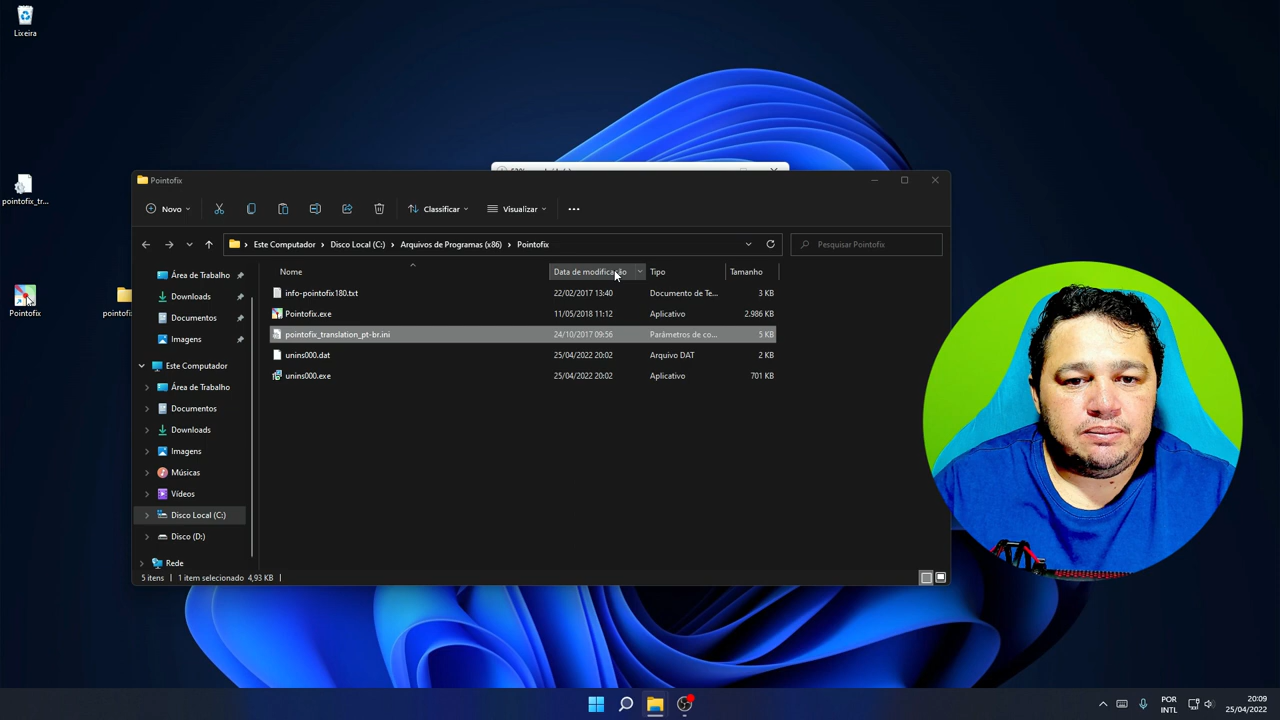 Lixeira
pointofix_tr...
Pointofix
pointofix
Pointofix
Novo
Classificar
Visualizar
Este Computador
Disco Local (C:)
Arquivos de Programas (x86)
Pointofix
Pesquisar Pointofix
Nome
Data de modificação
Tipo
Tamanho
info-pointofix180.txt
22/02/2017 13:40
Documento de Te...
3 KB
Pointofix.exe
11/05/2018 11:12
Aplicativo
2.986 KB
pointofix_translation_pt-br.ini
24/10/2017 09:56
Parâmetros de co...
5 KB
unins000.dat
25/04/2022 20:02
Arquivo DAT
2 KB
unins000.exe
25/04/2022 20:02
Aplicativo
701 KB
Área de Trabalho
Downloads
Documentos
Imagens
Este Computador
Área de Trabalho
Documentos
Downloads
Imagens
Músicas
Vídeos
Disco Local (C:)
Disco (D:)
Rede
5 itens
1 item selecionado 4,93 KB
POR
INTL
20:09
25/04/2022